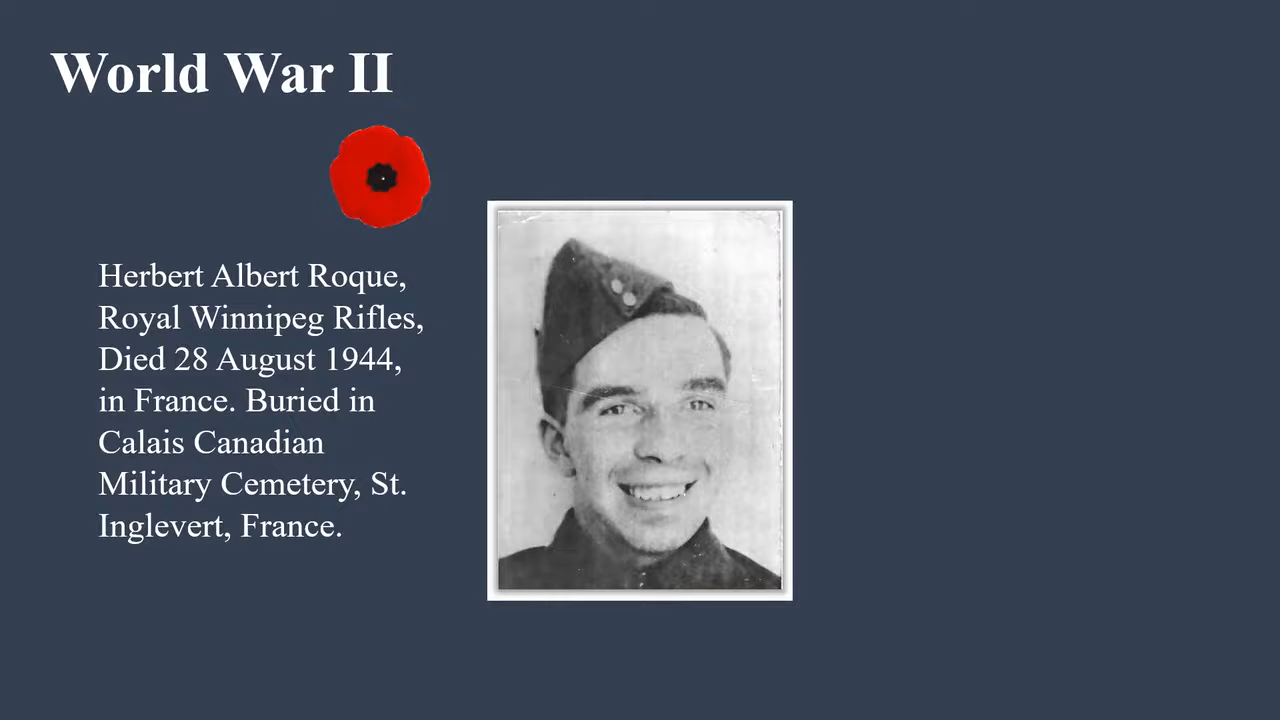 World War II
Herbert Albert Roque,
Royal Winnipeg Rifles,
Died 28 August 1944,
in France. Buried in
Calais Canadian
Military Cemetery, St.
Inglevert, France.